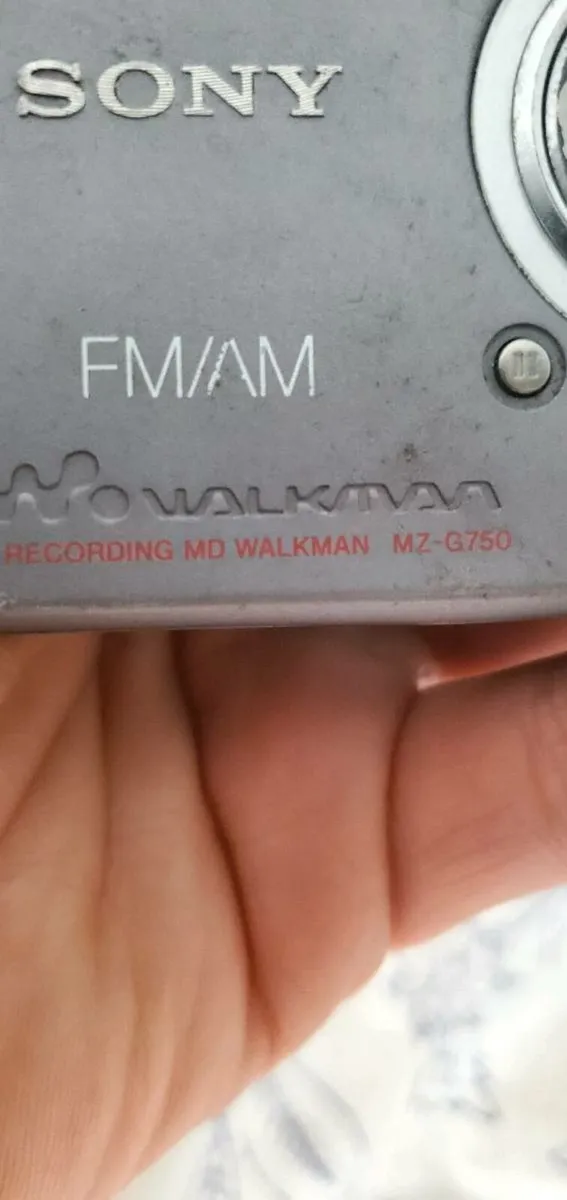 SONY
FM/AM
WALKMAN
RECORDING MD WALKMAN MZ-G750